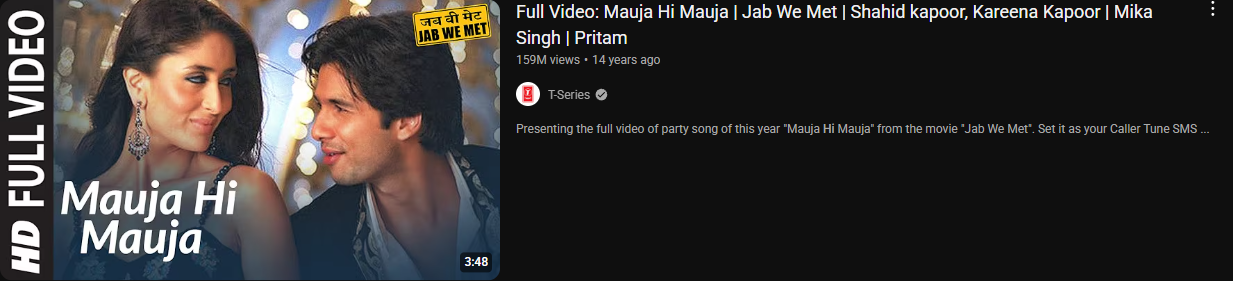 HD FULL VIDEO
जब वी मेट
JAB WE MET
Mauja Hi
Mauja
3:48
Full Video: Mauja Hi Mauja | Jab We Met | Shahid kapoor, Kareena Kapoor | Mika
Singh | Pritam
159M views • 14 years ago
T-Series
Presenting the full video of party song of this year "Mauja Hi Mauja" from the movie "Jab We Met". Set it as your Caller Tune SMS ...